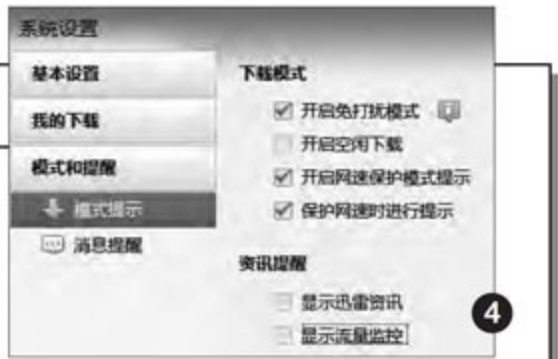 系统设置
基本设置
我的下载
模式和提醒
模式提示
消息提醒
下载模式
开启免打扰模式
开启空闲下载
开启网速保护模式提示
保护网速时进行提示
资讯提醒
显示迅雷资讯
显示流量监控
4